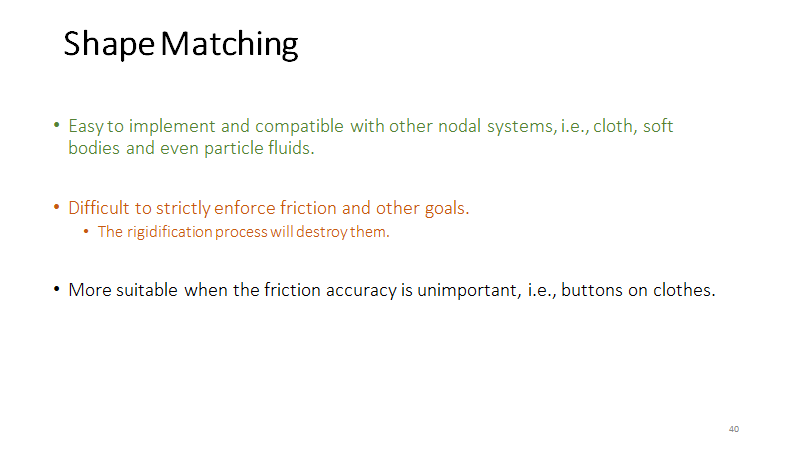 Shape Matching
• Easy to implement and compatible with other nodal systems, i.e., cloth, soft
bodies and even particle fluids.
• Difficult to strictly enforce friction and other goals.
• The rigidification process will destroy them.
• More suitable when the friction accuracy is unimportant, i.e., buttons on clothes.
40